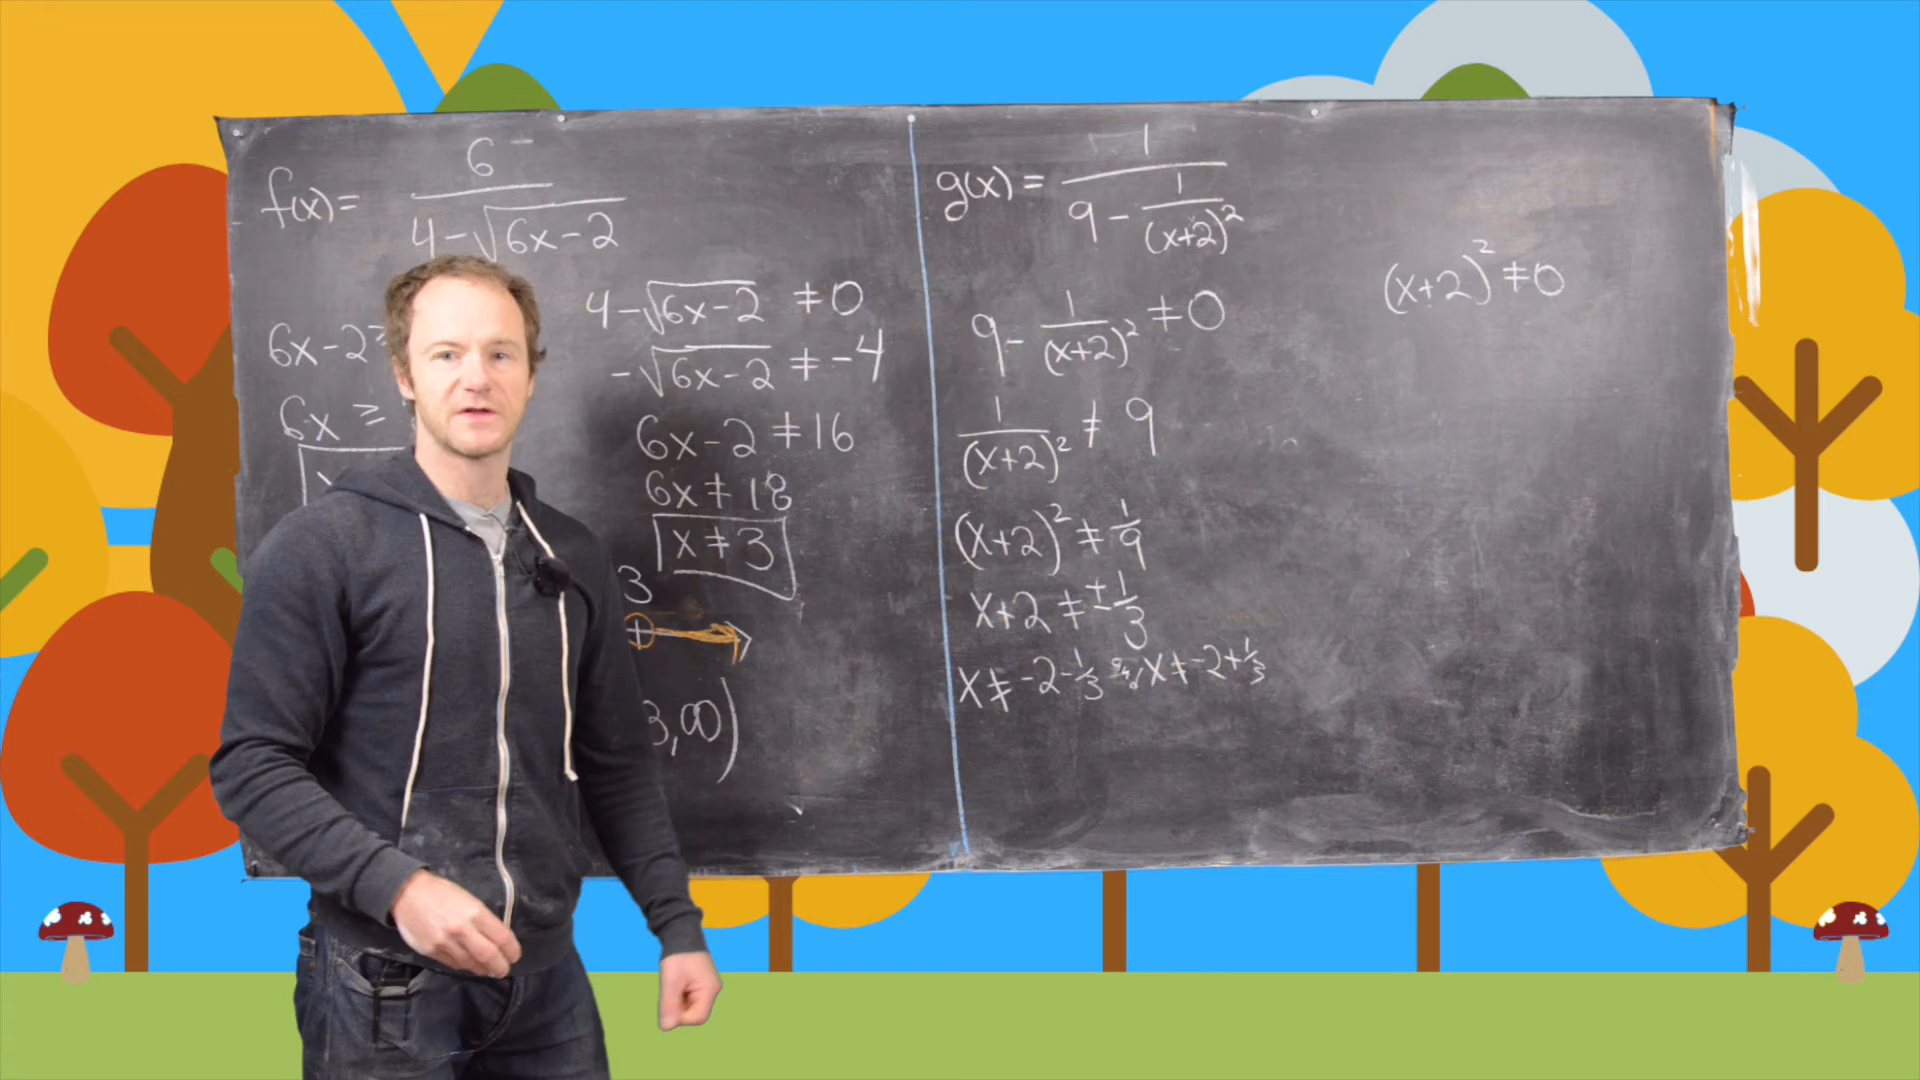 f(x) = 6 / (4 - √(6x - 2))
6x - 2 ≥
6x ≥
4 - √(6x - 2) ≠ 0
-√(6x - 2) ≠ -4
6x - 2 ≠ 16
6x ≠ 18
x ≠ 3
3
3, ∞)
g(x) = 1 / (9 - 1/(x+2)²)
9 - 1/(x+2)² ≠ 0
1/(x+2)² ≠ 9
(x+2)² ≠ 1/9
x+2 ≠ ± 1/3
x ≠ -2 - 1/3 and x ≠ -2 + 1/3
(x+2)² ≠ 0